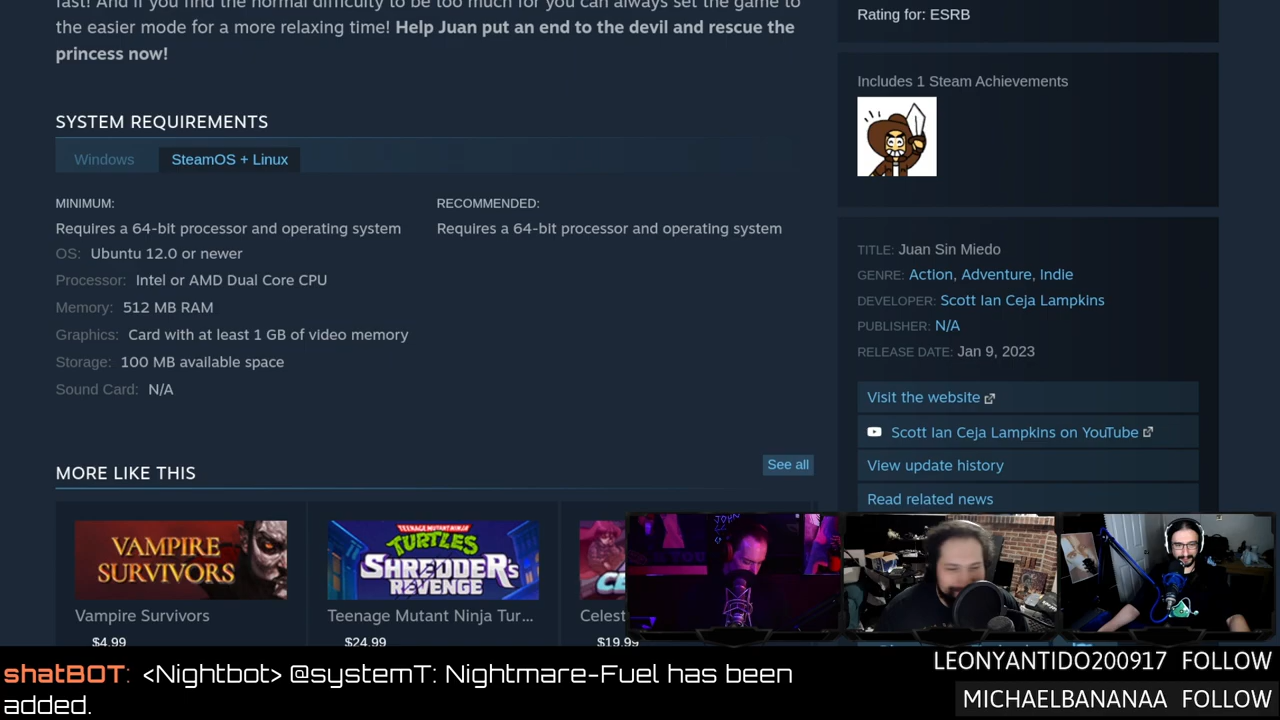 fast! And if you find the normal difficulty to be too much for you can always set the game to
the easier mode for a more relaxing time! Help Juan put an end to the devil and rescue the
princess now!
SYSTEM REQUIREMENTS
Windows
SteamOS + Linux
MINIMUM:
Requires a 64-bit processor and operating system
OS: Ubuntu 12.0 or newer
Processor: Intel or AMD Dual Core CPU
Memory: 512 MB RAM
Graphics: Card with at least 1 GB of video memory
Storage: 100 MB available space
Sound Card: N/A
RECOMMENDED:
Requires a 64-bit processor and operating system
MORE LIKE THIS
See all
VAMPIRE
SURVIVORS
Vampire Survivors
$4.99
TEENAGE MUTANT NINJA
TURTLES
SHREDDER'S
REVENGE
Teenage Mutant Ninja Tur...
$24.99
$19.99
Rating for: ESRB
Includes 1 Steam Achievements
TITLE: Juan Sin Miedo
GENRE: Action, Adventure, Indie
DEVELOPER: Scott Ian Ceja Lampkins
PUBLISHER: N/A
RELEASE DATE: Jan 9, 2023
Visit the website
Scott Ian Ceja Lampkins on YouTube
View update history
Read related news
shatBOT: <Nightbot> @systemT: Nightmare-Fuel has been
added.
LEONYANTIDO200917 FOLLOW
MICHAELBANANAA FOLLOW